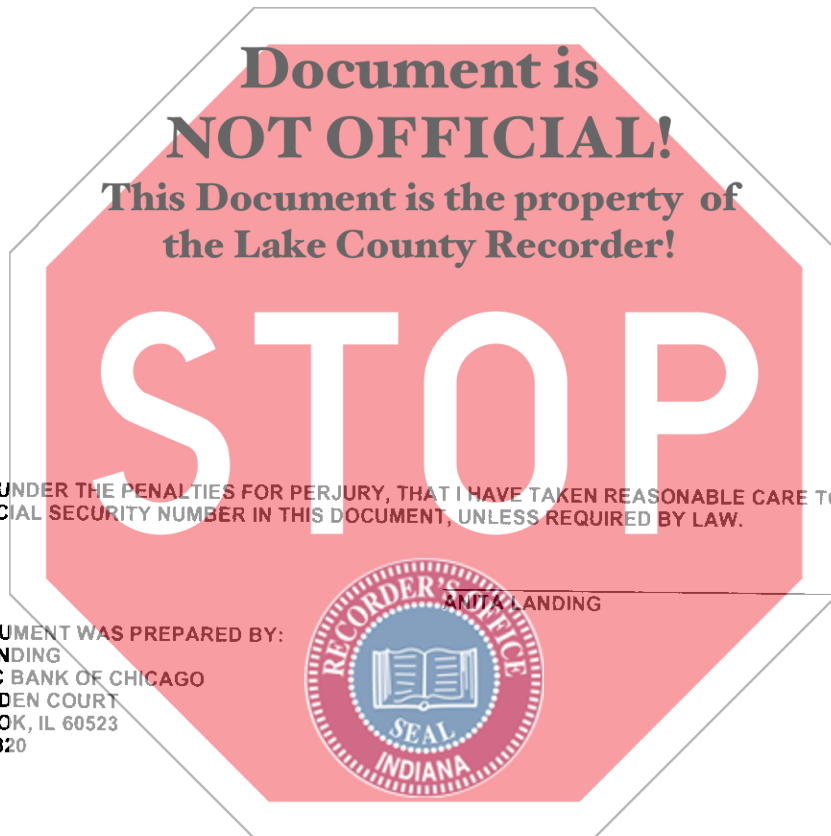 Document is
NOT OFFICIAL!
This Document is the property of
the Lake County Recorder!
STOP
UNDER THE PENALTIES FOR PERJURY, THAT I HAVE TAKEN REASONABLE CARE TO
CIAL SECURITY NUMBER IN THIS DOCUMENT, UNLESS REQUIRED BY LAW.
ANITA LANDING
UMENT WAS PREPARED BY:
NDING
C BANK OF CHICAGO
DEN COURT
OK, IL 60523
320
RECORDER'S OFFICE
SEAL
INDIANA